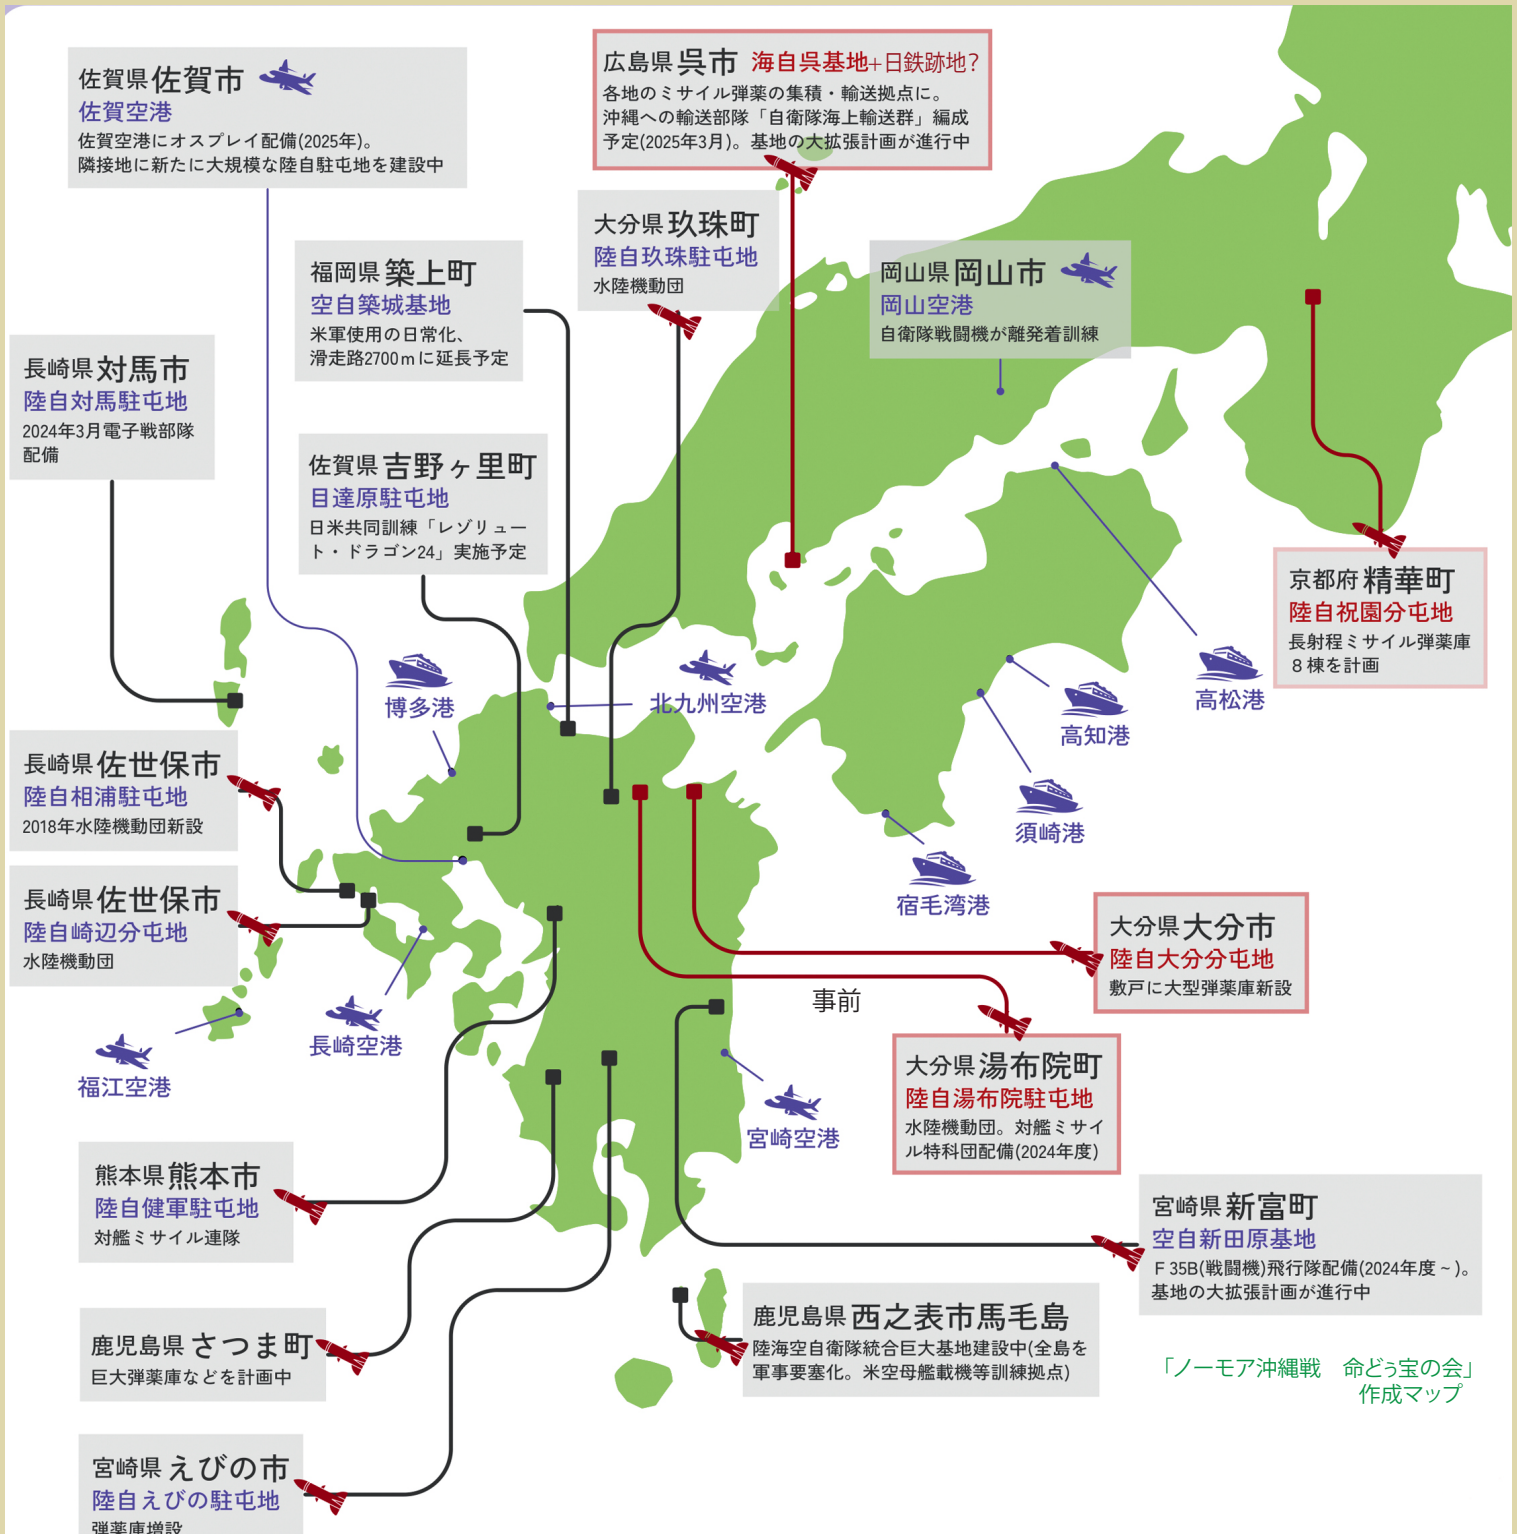 佐賀県佐賀市
佐賀空港
佐賀空港にオスプレイ配備(2025年)。
隣接地に新たに大規模な陸自駐屯地を建設中
広島県呉市 海自呉基地+日鉄跡地?
各地のミサイル弾薬の集積・輸送拠点に。
沖縄への輸送部隊「自衛隊海上輸送群」編成
予定(2025年3月)。基地の大拡張計画が進行中
大分県玖珠町
陸自玖珠駐屯地
水陸機動団
福岡県築上町
空自築城基地
米軍使用の日常化、
滑走路2700mに延長予定
岡山県岡山市
岡山空港
自衛隊戦闘機が離発着訓練
長崎県対馬市
陸自対馬駐屯地
2024年3月電子戦部隊
配備
佐賀県吉野ヶ里町
目達原駐屯地
日米共同訓練「レゾリュー
ト・ドラゴン24」実施予定
京都府精華町
陸自祝園分屯地
長射程ミサイル弾薬庫
8棟を計画
博多港
北九州空港
高松港
高知港
須崎港
宿毛湾港
長崎県佐世保市
陸自相浦駐屯地
2018年水陸機動団新設
長崎県佐世保市
陸自崎辺分屯地
水陸機動団
大分県大分市
陸自大分分屯地
敷戸に大型弾薬庫新設
事前
大分県湯布院町
陸自湯布院駐屯地
水陸機動団。対艦ミサイ
ル特科団配備(2024年度)
長崎空港
福江空港
宮崎空港
熊本県熊本市
陸自健軍駐屯地
対艦ミサイル連隊
宮崎県新富町
空自新田原基地
F35B(戦闘機)飛行隊配備(2024年度~)。
基地の大拡張計画が進行中
鹿児島県さつま町
巨大弾薬庫などを計画中
鹿児島県西之表市馬毛島
陸海空自衛隊統合巨大基地建設中(全島を
軍事要塞化。米空母艦載機等訓練拠点)
「ノーモア沖縄戦 命どぅ宝の会」
作成マップ
宮崎県えびの市
陸自えびの駐屯地
弾薬庫増設